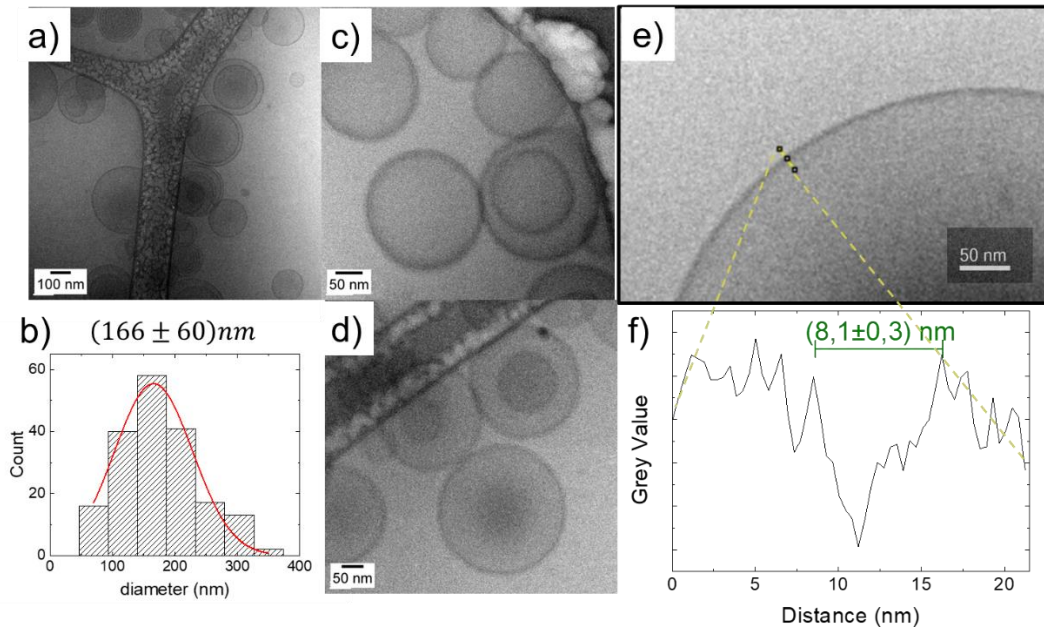 a)
100 nm
b)
(166 ± 60)nm
60
40
20
0
Count
0 100 200 300 400
diameter (nm)
c)
50 nm
d)
50 nm
e)
50 nm
f)
(8,1±0,3) nm
Grey Value
0 5 10 15 20
Distance (nm)